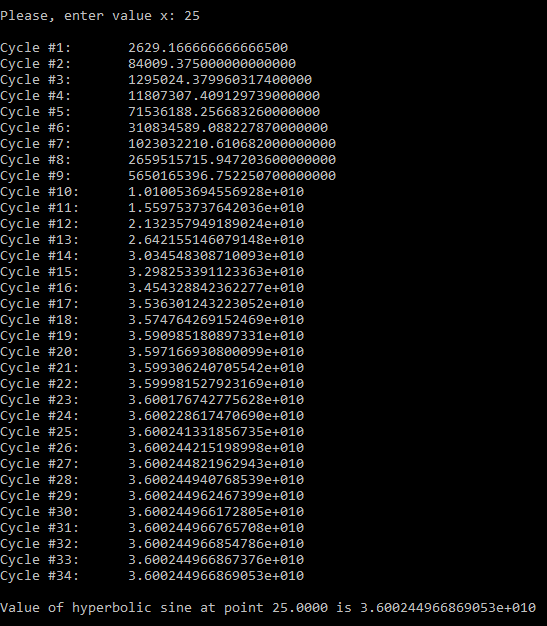 Please, enter value x: 25
Cycle #1: 2629.166666666666500
Cycle #2: 84009.375000000000000
Cycle #3: 1295024.379960317400000
Cycle #4: 11807307.409129739000000
Cycle #5: 71536188.256683260000000
Cycle #6: 310834589.088227870000000
Cycle #7: 1023032210.610682000000000
Cycle #8: 2659515715.947203600000000
Cycle #9: 5650165396.752250700000000
Cycle #10: 1.010053694556928e+010
Cycle #11: 1.559753737642036e+010
Cycle #12: 2.132357949189024e+010
Cycle #13: 2.642155146079148e+010
Cycle #14: 3.034548308710093e+010
Cycle #15: 3.298253391123363e+010
Cycle #16: 3.454328842362277e+010
Cycle #17: 3.536301243223052e+010
Cycle #18: 3.574764269152469e+010
Cycle #19: 3.590985180897331e+010
Cycle #20: 3.597166930800099e+010
Cycle #21: 3.599306240705542e+010
Cycle #22: 3.599981527923169e+010
Cycle #23: 3.600176742775628e+010
Cycle #24: 3.600228617470690e+010
Cycle #25: 3.600241331856735e+010
Cycle #26: 3.600244215198998e+010
Cycle #27: 3.600244821962943e+010
Cycle #28: 3.600244940768539e+010
Cycle #29: 3.600244962467399e+010
Cycle #30: 3.600244966172805e+010
Cycle #31: 3.600244966765708e+010
Cycle #32: 3.600244966854786e+010
Cycle #33: 3.600244966867376e+010
Cycle #34: 3.600244966869053e+010
Value of hyperbolic sine at point 25.0000 is 3.600244966869053e+010